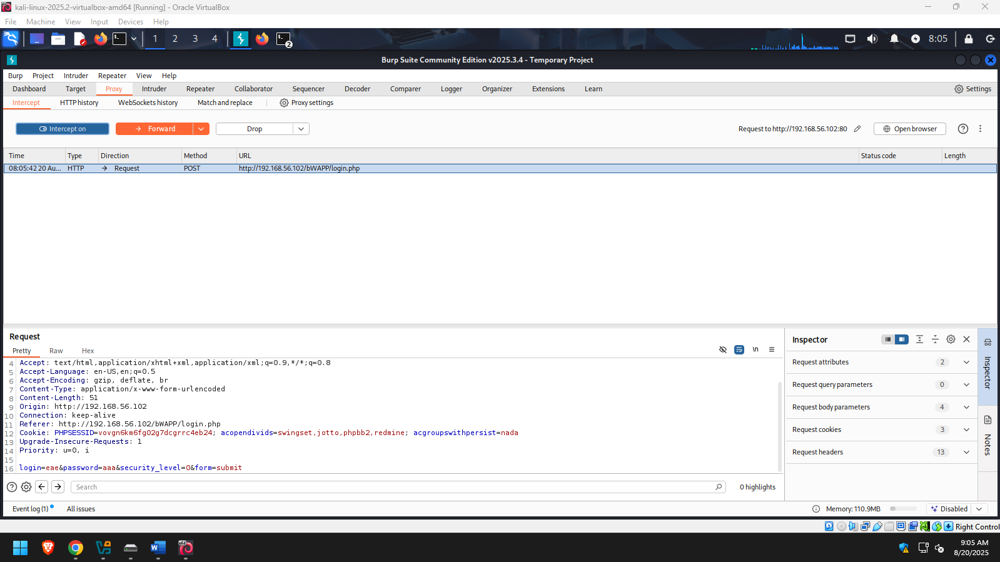 kali-linux-2025.2-virtualbox-amd64 [Running] - Oracle VirtualBox
File Machine View Input Devices Help
1 2 3 4 2 8:05
Burp Suite Community Edition v2025.3.4 - Temporary Project
Burp Project Intruder Repeater View Help
Dashboard Target Proxy Intruder Repeater Collaborator Sequencer Decoder Comparer Logger Organizer Extensions Learn Settings
Intercept HTTP history WebSockets history Match and replace Proxy settings
Intercept on Forward Drop Request to http://192.168.56.102:80 Open browser
Time Type Direction Method URL Status code Length
08:05:42 20 Au... HTTP → Request POST http://192.168.56.102/bWAPP/login.php
Request
Pretty Raw Hex \n
4 Accept: text/html,application/xhtml+xml,application/xml;q=0.9,*/*;q=0.8
5 Accept-Language: en-US,en;q=0.5
6 Accept-Encoding: gzip, deflate, br
7 Content-Type: application/x-www-form-urlencoded
8 Content-Length: 51
9 Origin: http://192.168.56.102
10 Connection: keep-alive
11 Referer: http://192.168.56.102/bWAPP/login.php
12 Cookie: PHPSESSID=vovgn6km6fg02g7dcgrrc4eb24; acopendivids=swingset,jotto,phpbb2,redmine; acgroupswithpersist=nada
13 Upgrade-Insecure-Requests: 1
14 Priority: u=0, i
15
16 login=eae&password=aaa&security_level=0&form=submit
Search 0 highlights
Inspector
Request attributes 2
Request query parameters 0
Request body parameters 4
Request cookies 3
Request headers 13
Inspector
Notes
Event log (1) All issues Memory: 110.9MB Disabled
Right Control
9:05 AM
8/20/2025